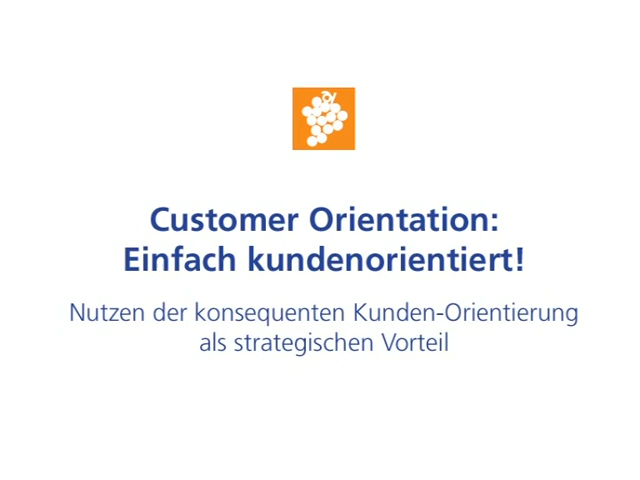 Customer Orientation:
Einfach kundenorientiert!
Nutzen der konsequenten Kunden-Orientierung
als strategischen Vorteil